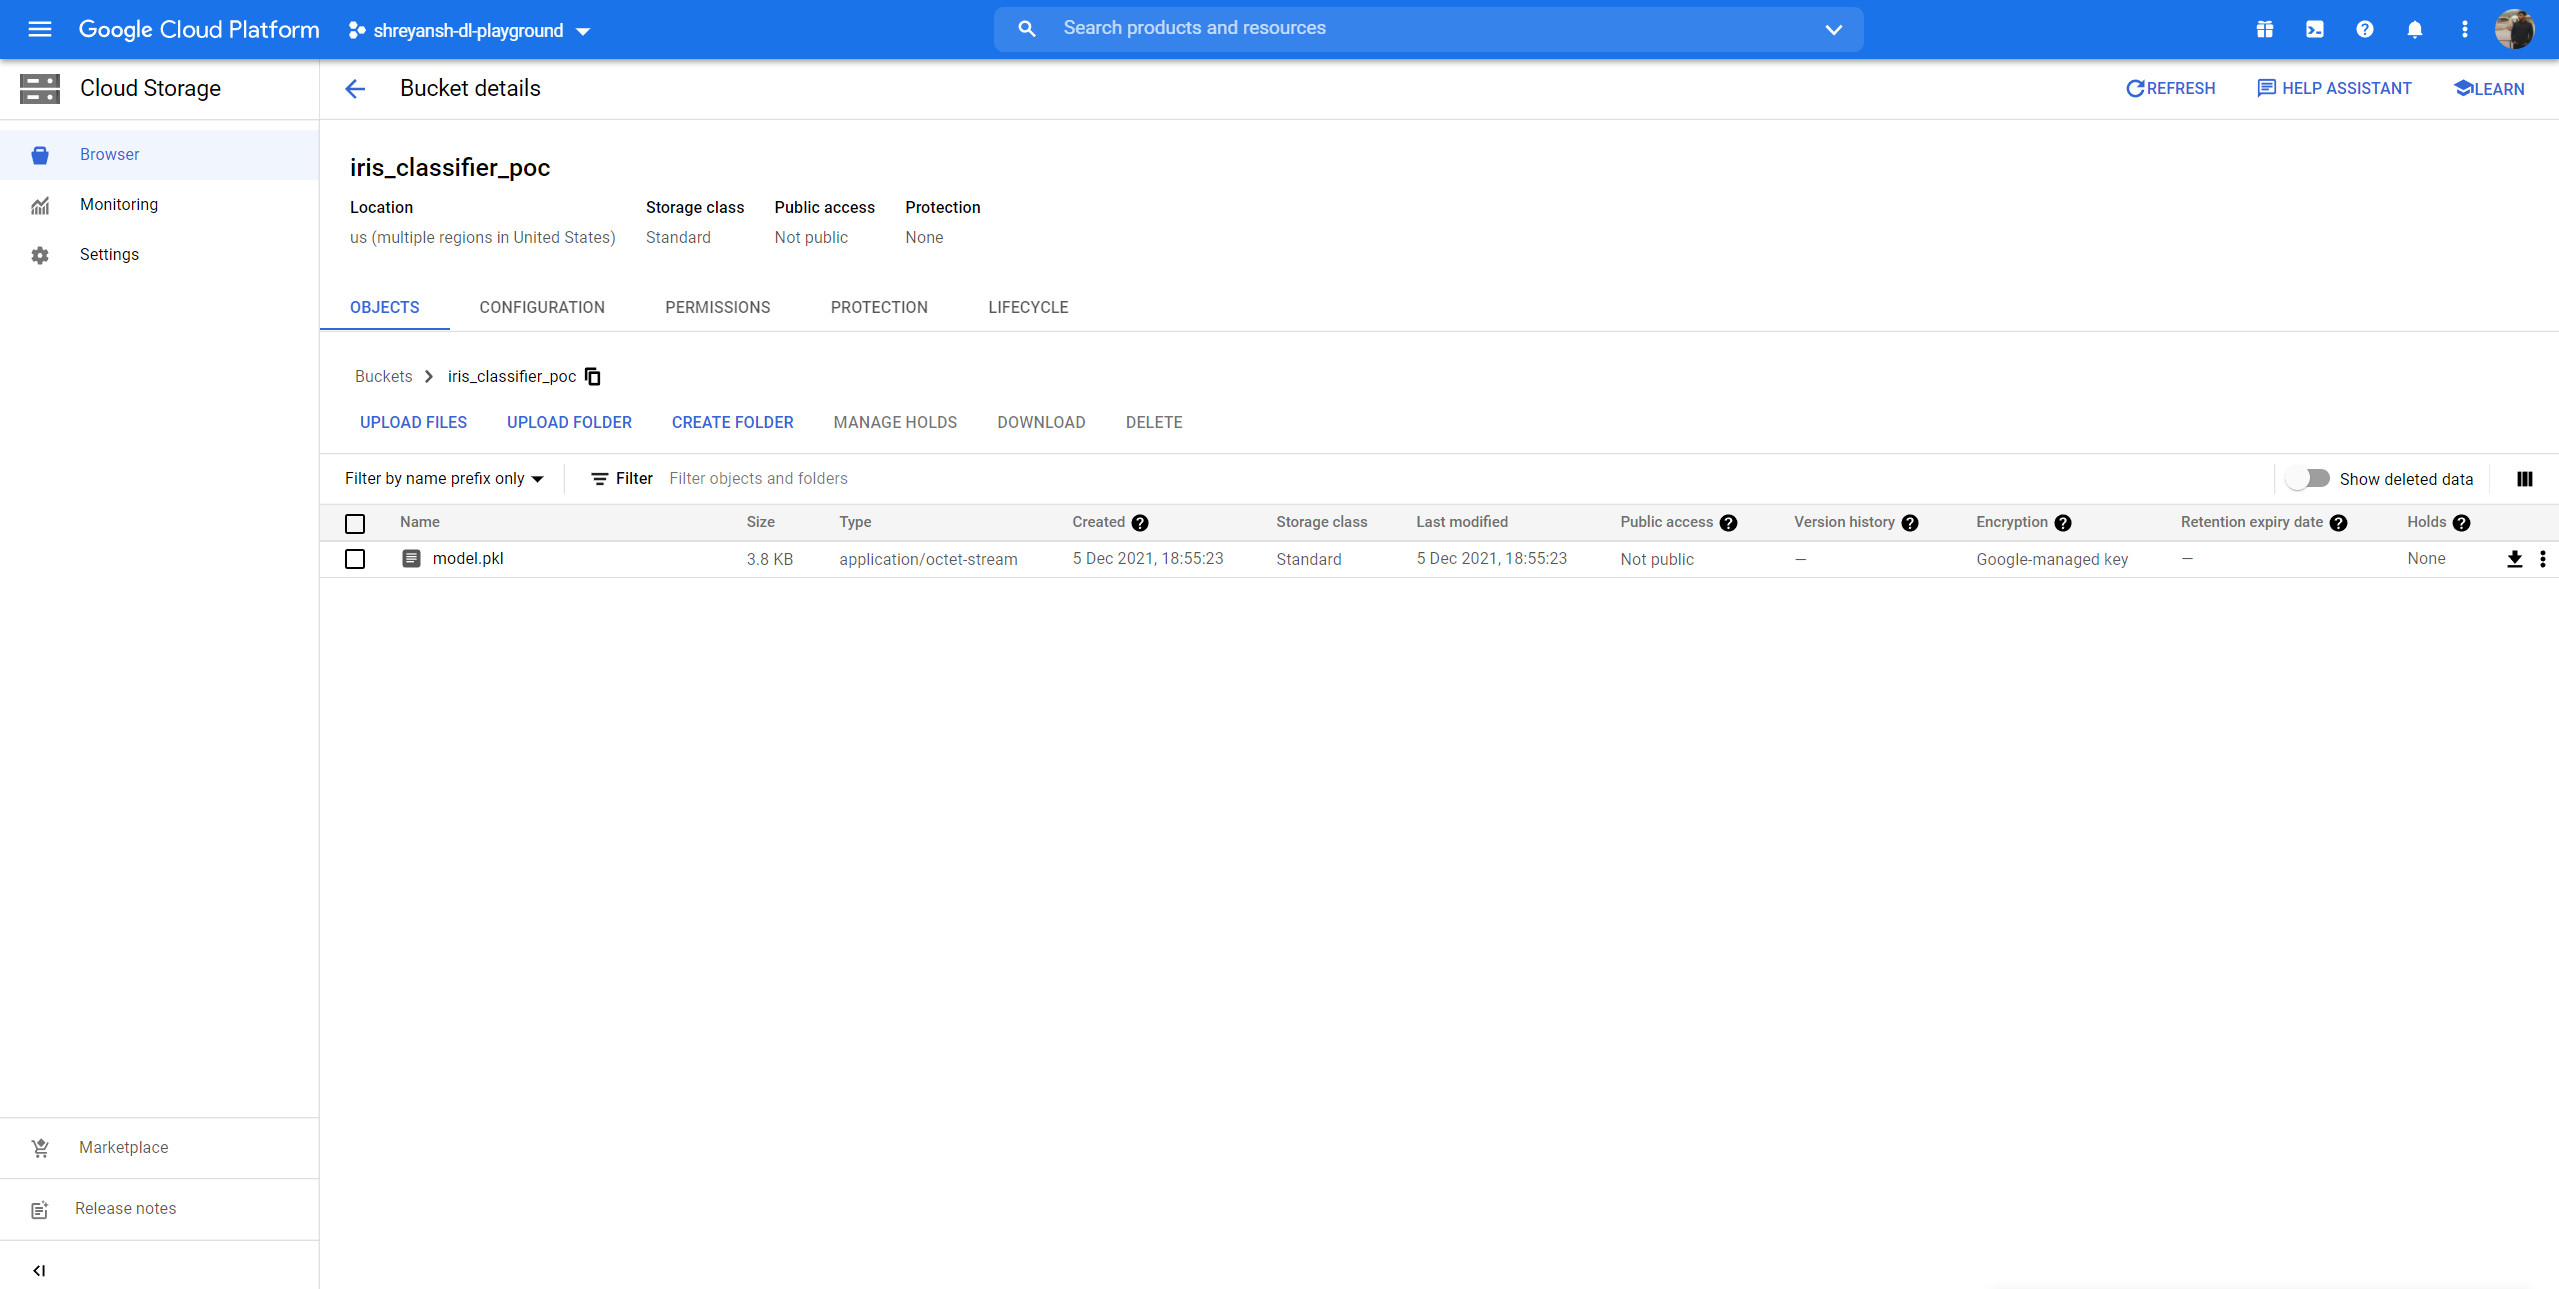 Google Cloud Platform shreyansh-dl-playground Search products and resources
Cloud Storage
Bucket details
REFRESH HELP ASSISTANT LEARN
Browser
Monitoring
Settings
iris_classifier_poc
Location Storage class Public access Protection
us (multiple regions in United States) Standard Not public None
OBJECTS CONFIGURATION PERMISSIONS PROTECTION LIFECYCLE
Buckets iris_classifier_poc
UPLOAD FILES UPLOAD FOLDER CREATE FOLDER MANAGE HOLDS DOWNLOAD DELETE
Filter by name prefix only Filter Filter objects and folders Show deleted data
Name Size Type Created Storage class Last modified Public access Version history Encryption Retention expiry date Holds
model.pkl 3.8 KB application/octet-stream 5 Dec 2021, 18:55:23 Standard 5 Dec 2021, 18:55:23 Not public — Google-managed key — None
Marketplace
Release notes